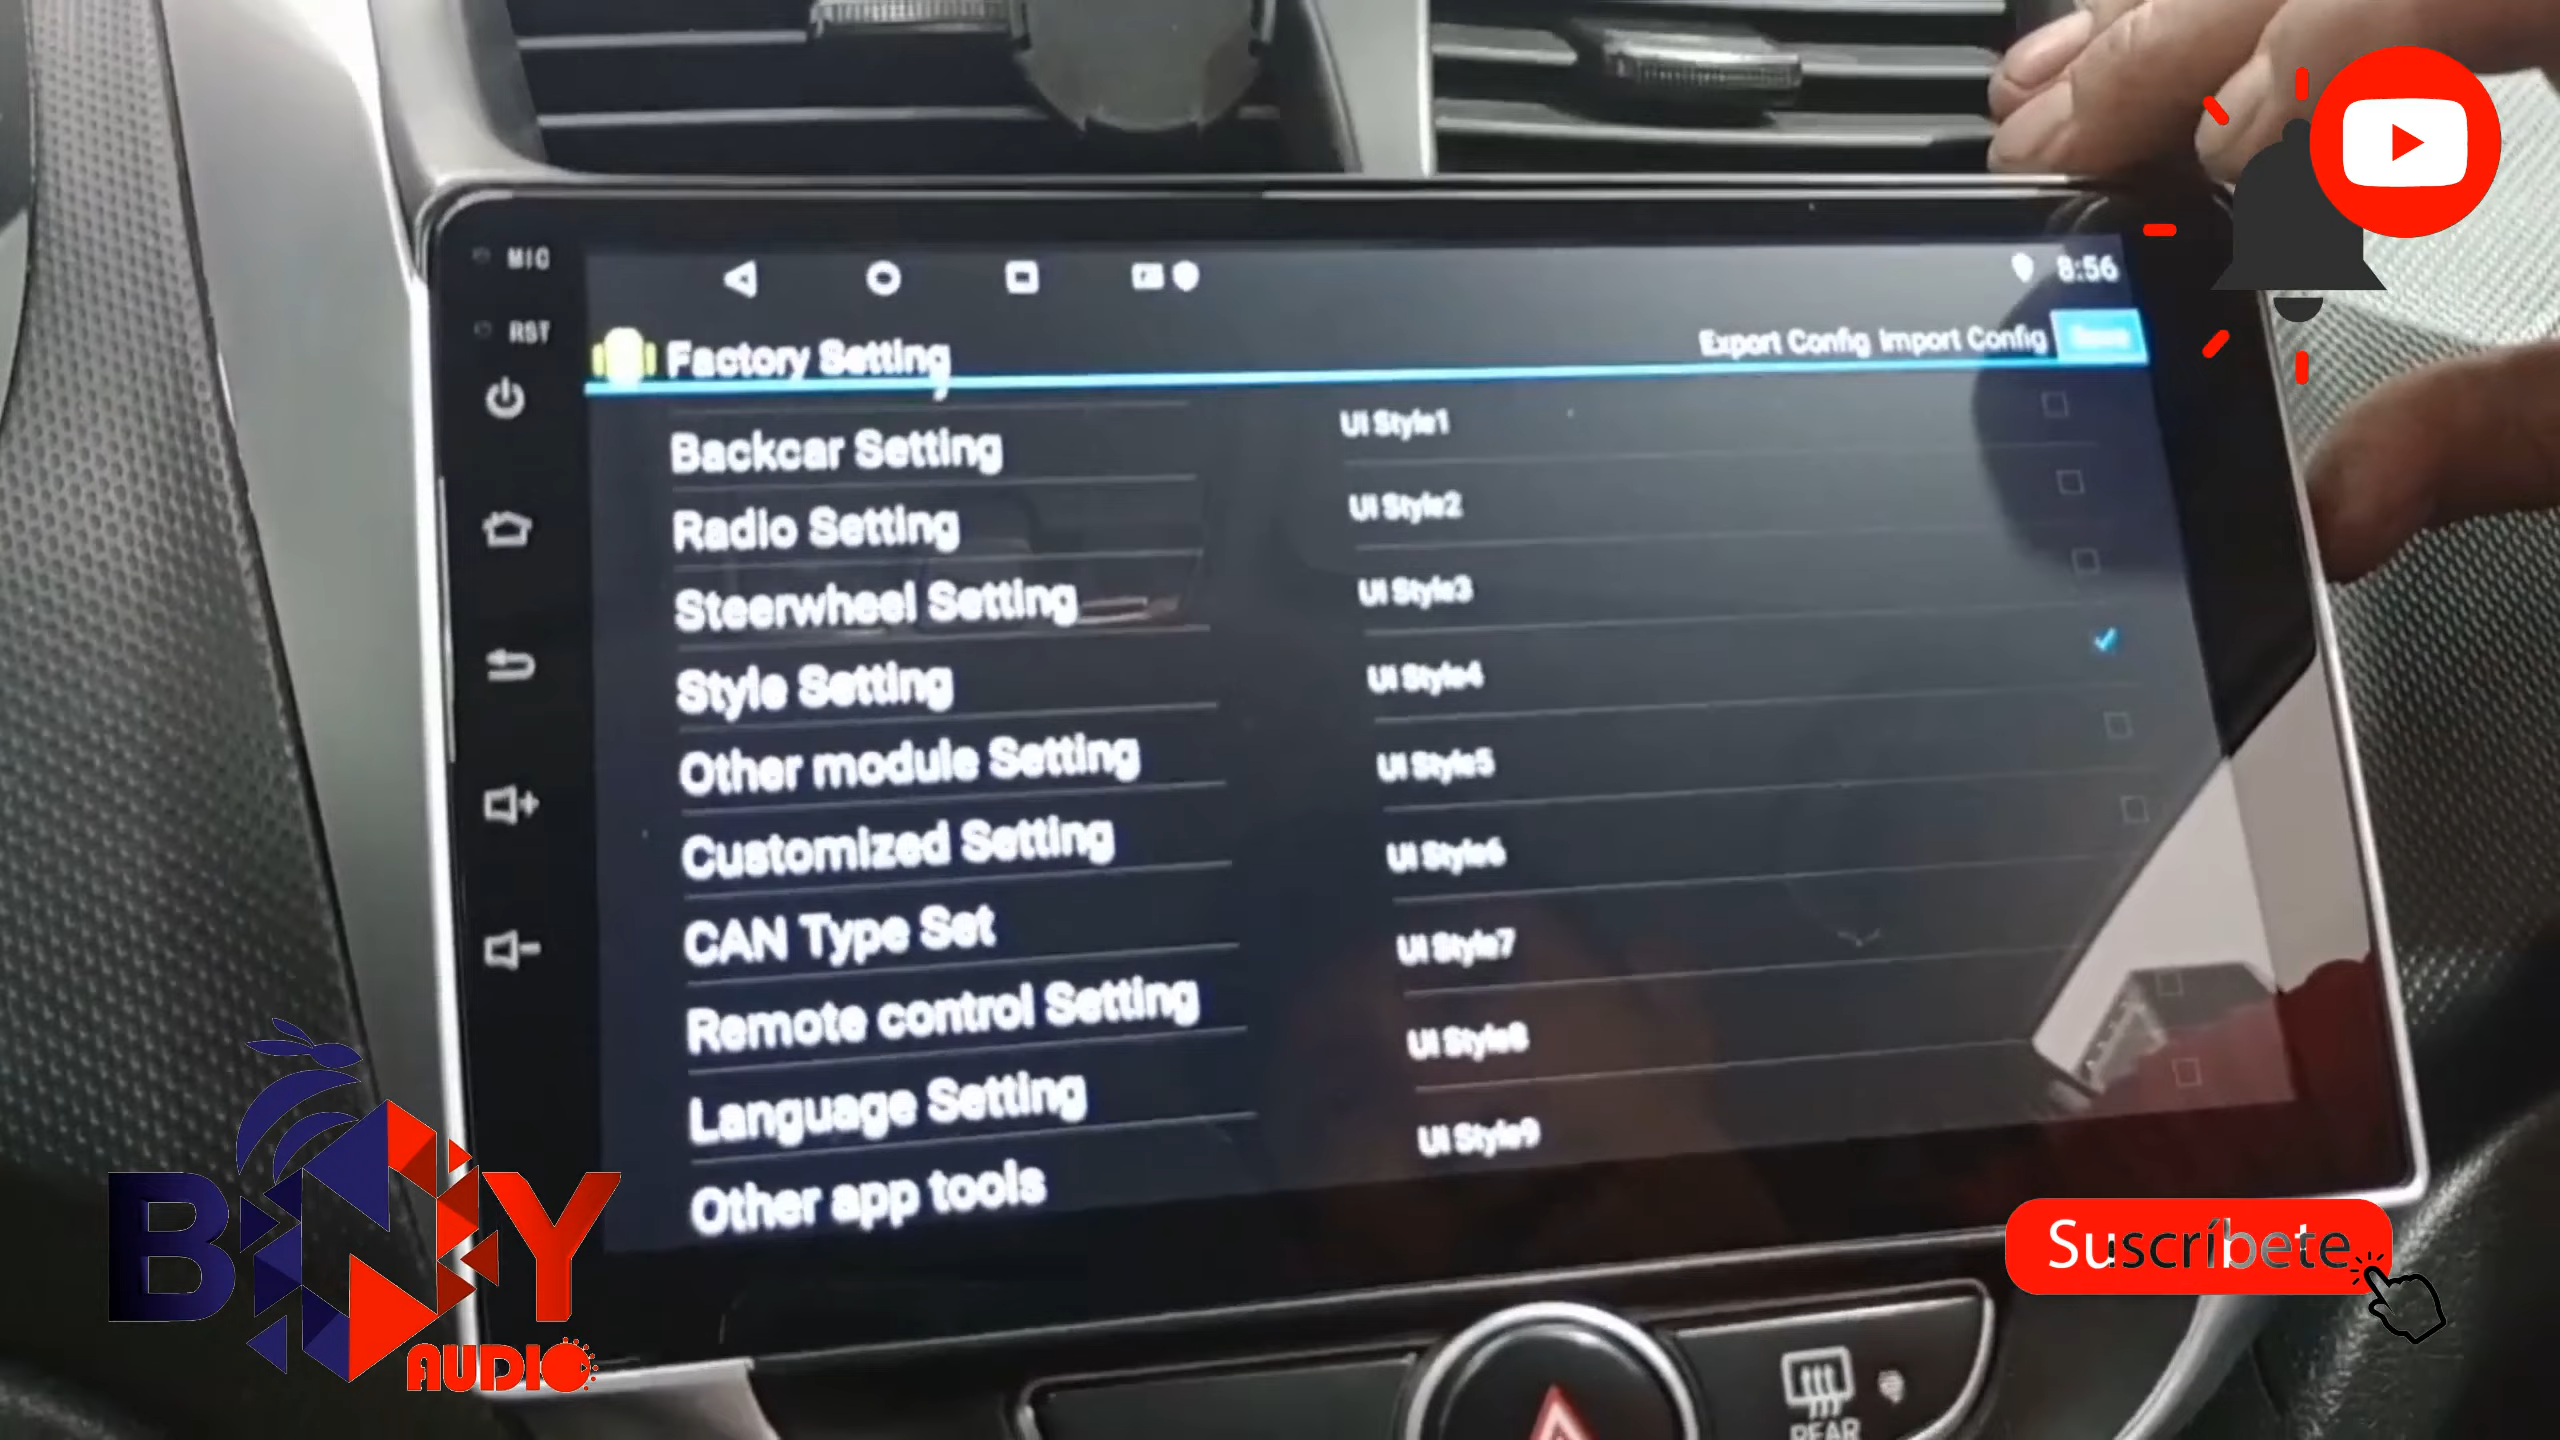 MIC
RST
8:56
Factory Setting
Export Config Import Config Save
Backcar Setting
Radio Setting
Steerwheel Setting
Style Setting
Other module Setting
Customized Setting
CAN Type Set
Remote control Setting
Language Setting
Other app tools
UI Style1
UI Style2
UI Style3
UI Style4
UI Style5
UI Style6
UI Style7
UI Style8
UI Style9
BNY
AUDIO
Suscríbete
REAR